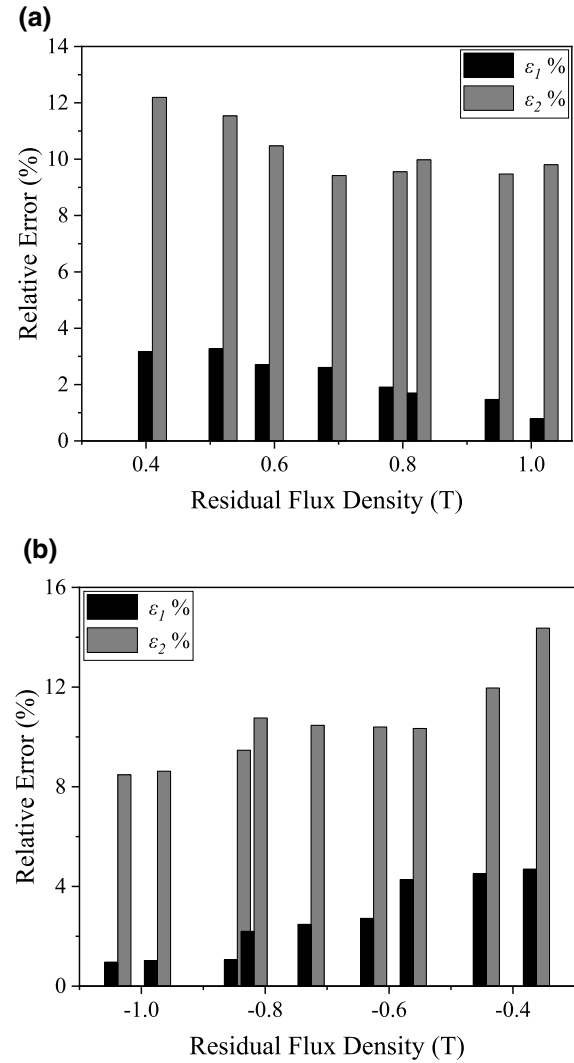 (a)
14
12
10
8
6
4
2
0
ε1 %
ε2 %
Relative Error (%)
0.4 0.6 0.8 1.0
Residual Flux Density (T)
(b)
16
12
8
4
0
ε1 %
ε2 %
Relative Error (%)
-1.0 -0.8 -0.6 -0.4
Residual Flux Density (T)